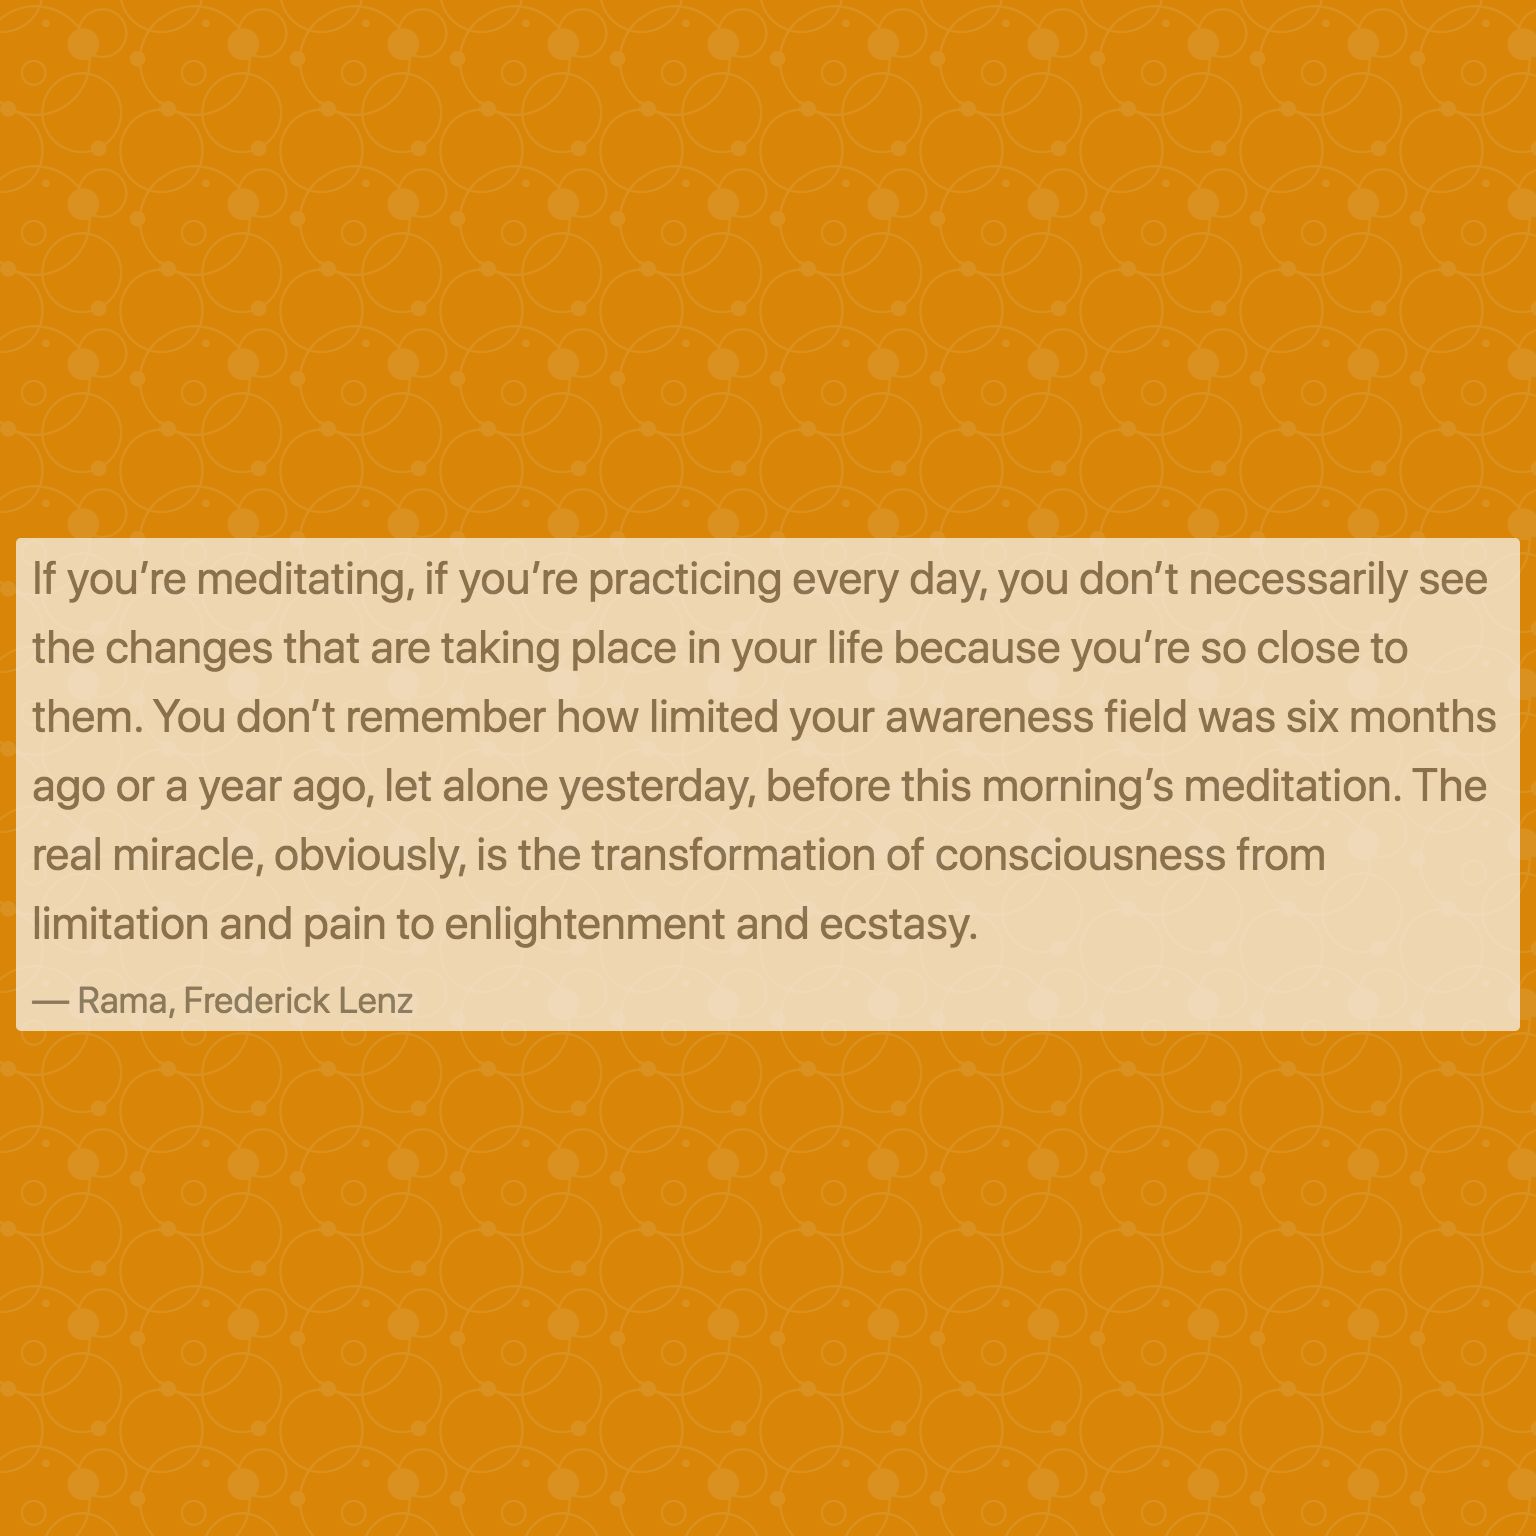 If you’re meditating, if you’re practicing every day, you don’t necessarily see
the changes that are taking place in your life because you’re so close to
them. You don’t remember how limited your awareness field was six months
ago or a year ago, let alone yesterday, before this morning’s meditation. The
real miracle, obviously, is the transformation of consciousness from
limitation and pain to enlightenment and ecstasy.
— Rama, Frederick Lenz